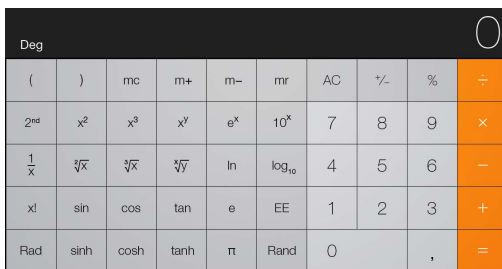 0
Deg
( ) mc m+ m- mr AC +/- % ÷
2nd x² x³ xʸ eˣ 10ˣ 7 8 9 ×
1/x ²√x ³√x ˣ√y ln log₁₀ 4 5 6 −
x! sin cos tan e EE 1 2 3 +
Rad sinh cosh tanh π Rand 0 , =